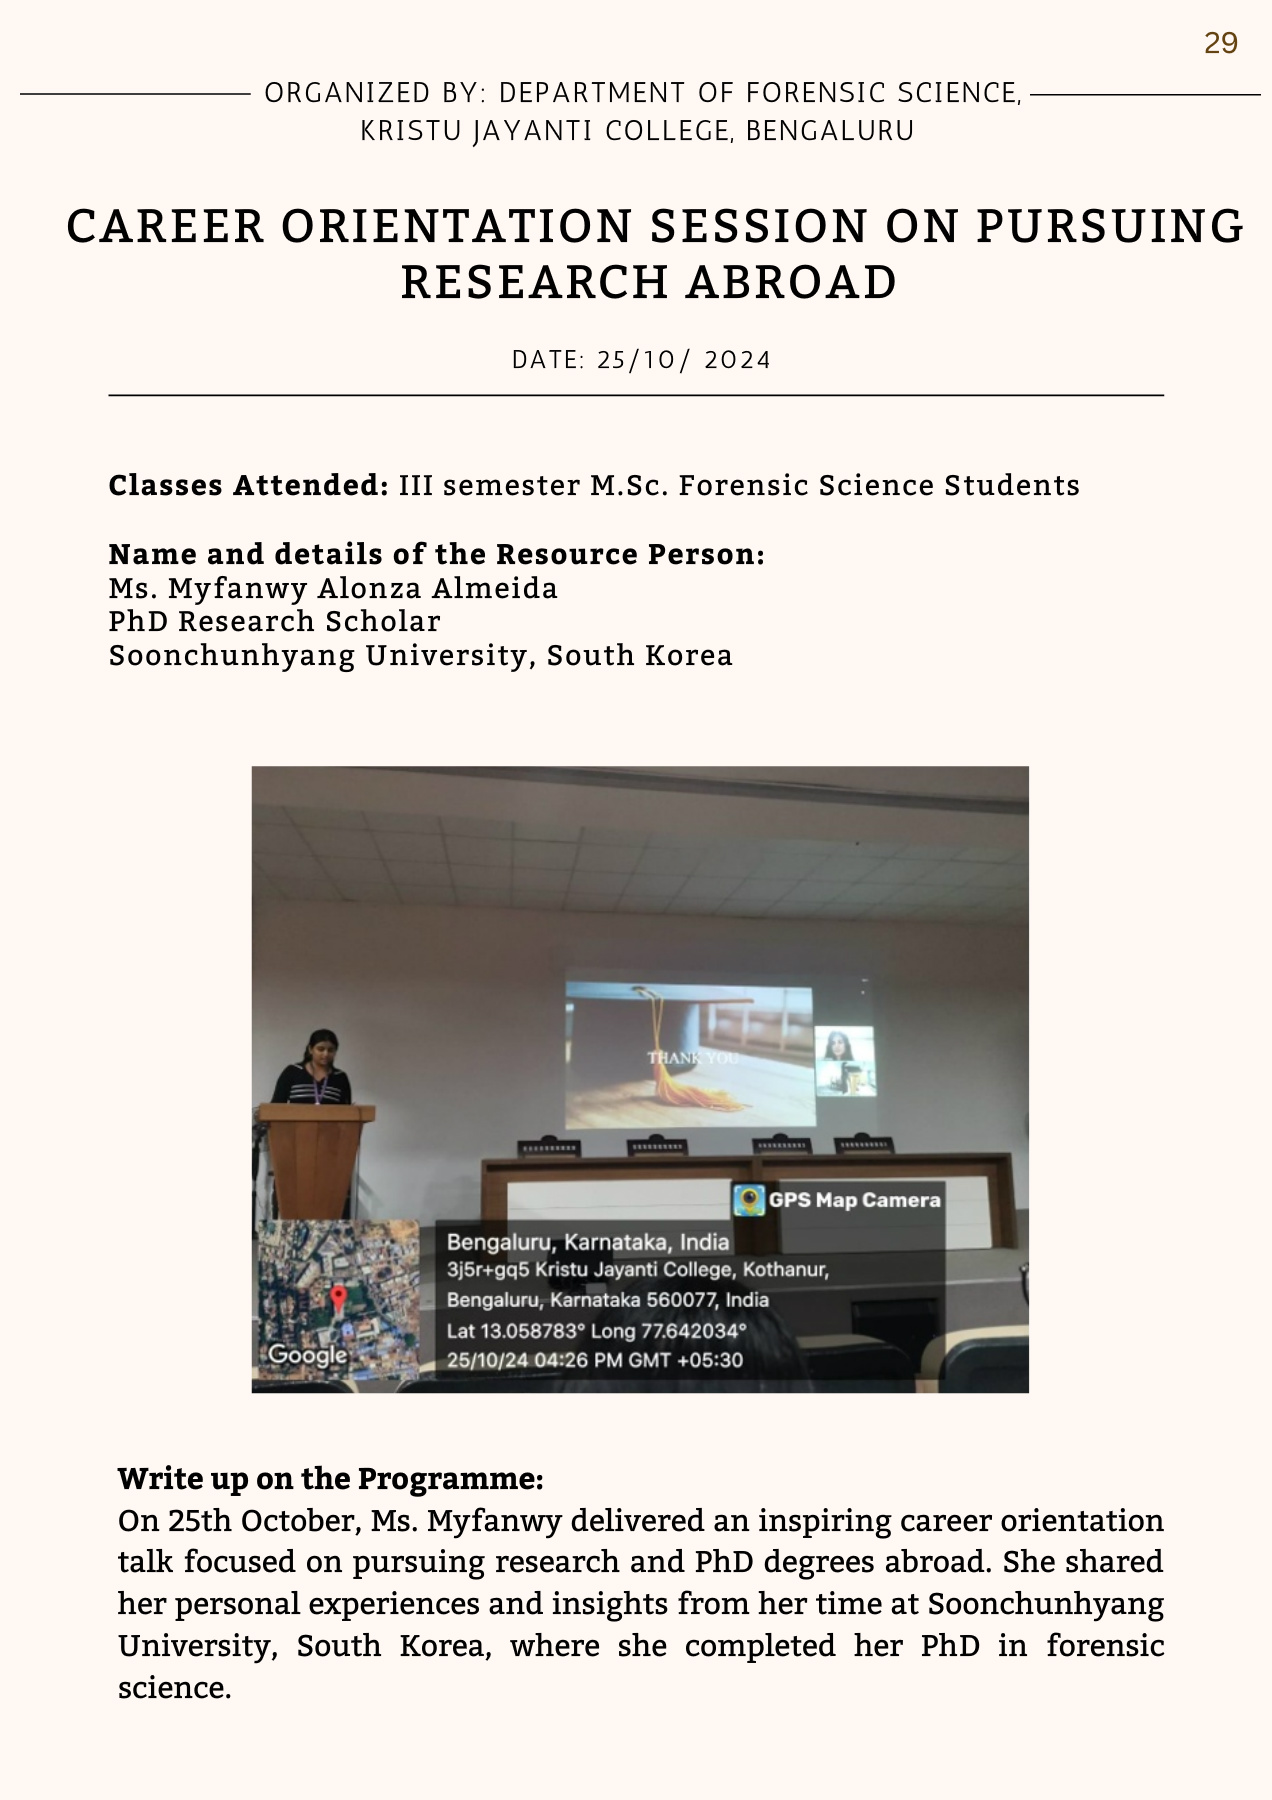 29
ORGANIZED BY: DEPARTMENT OF FORENSIC SCIENCE,
KRISTU JAYANTI COLLEGE, BENGALURU
CAREER ORIENTATION SESSION ON PURSUING
RESEARCH ABROAD
DATE: 25/10/ 2024
Classes Attended: III semester M.Sc. Forensic Science Students
Name and details of the Resource Person:
Ms. Myfanwy Alonza Almeida
PhD Research Scholar
Soonchunhyang University, South Korea
THANK YOU
GPS Map Camera
Bengaluru, Karnataka, India
3j5r+gq5 Kristu Jayanti College, Kothanur,
Bengaluru, Karnataka 560077, India
Lat 13.058783° Long 77.642034°
25/10/24 04:26 PM GMT +05:30
Google
Write up on the Programme:
On 25th October, Ms. Myfanwy delivered an inspiring career orientation
talk focused on pursuing research and PhD degrees abroad. She shared
her personal experiences and insights from her time at Soonchunhyang
University, South Korea, where she completed her PhD in forensic
science.